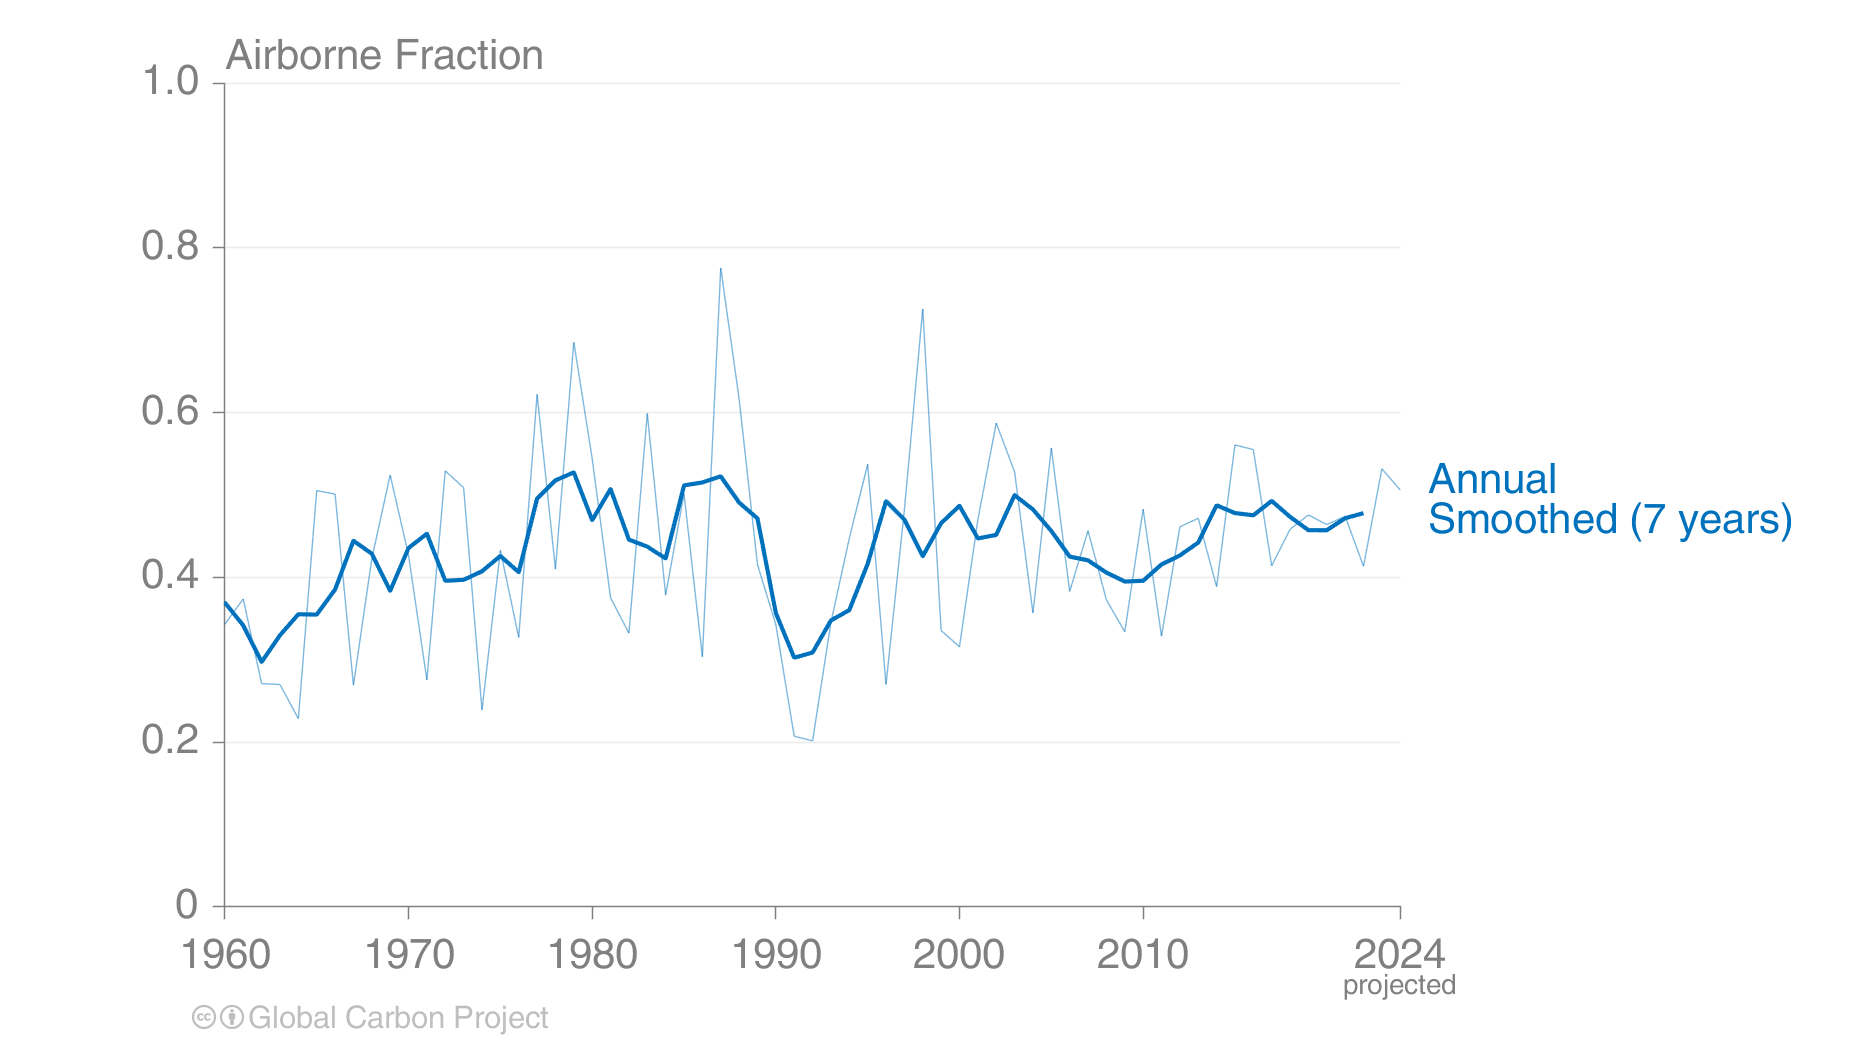 Airborne Fraction
1.0
0.8
0.6
0.4
0.2
0
Annual
Smoothed (7 years)
1960 1970 1980 1990 2000 2010 2024
projected
cc Global Carbon Project